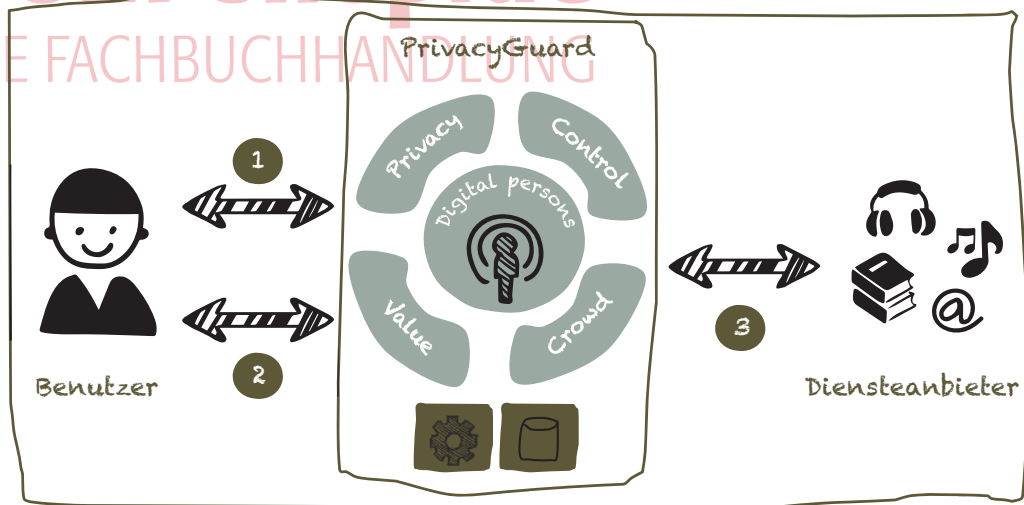 PrivacyGuard
E FACHBUCHHANDLUNG
Privacy
Control
Digital persons
Value
Crowd
1
2
3
@
Benutzer
Diensteanbieter